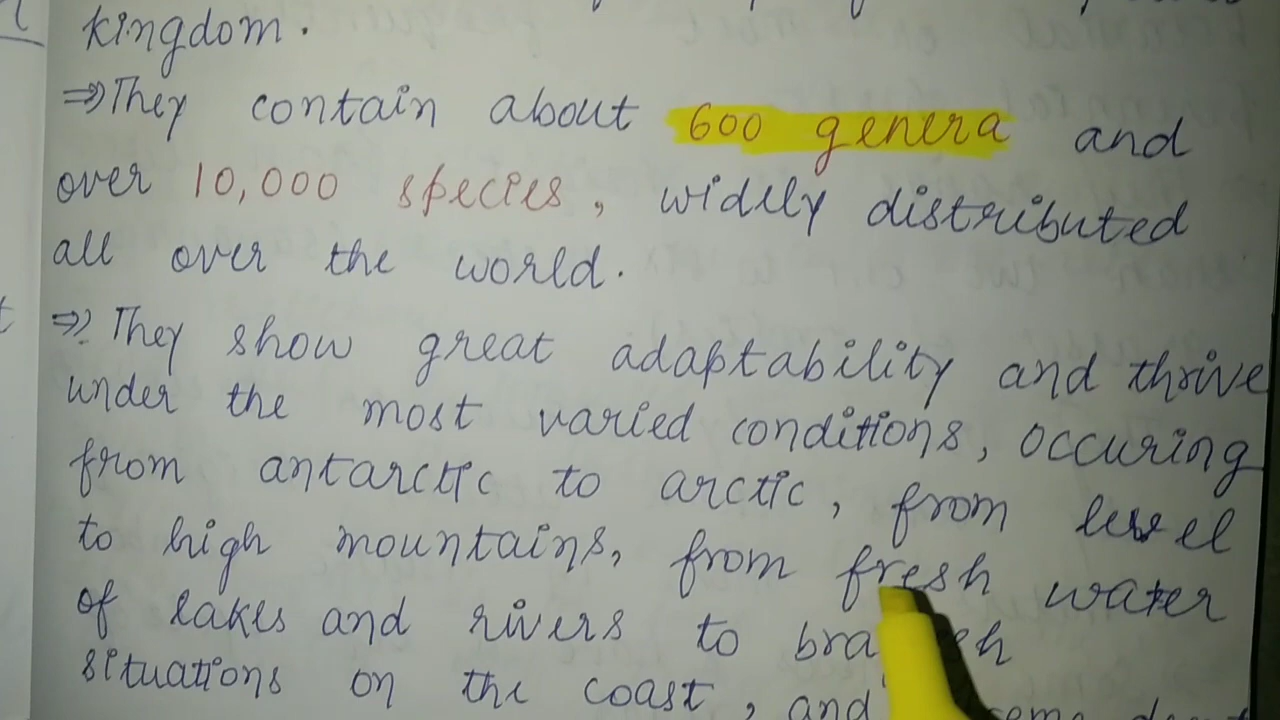 kingdom.
⇒ They contain about 600 genera and
over 10,000 species, widely distributed
all over the world.
⇒ They show great adaptability and thrive
under the most varied conditions, occuring
from antarctic to arctic, from level
to high mountains, from fresh water
of lakes and rivers to
situations on the coast, and